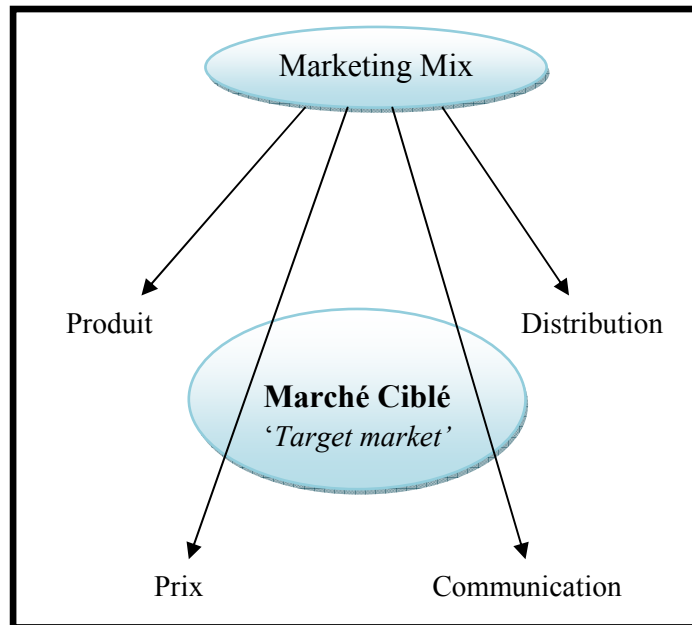 Marketing Mix
Produit
Distribution
Marché Ciblé
‘Target market’
Prix
Communication